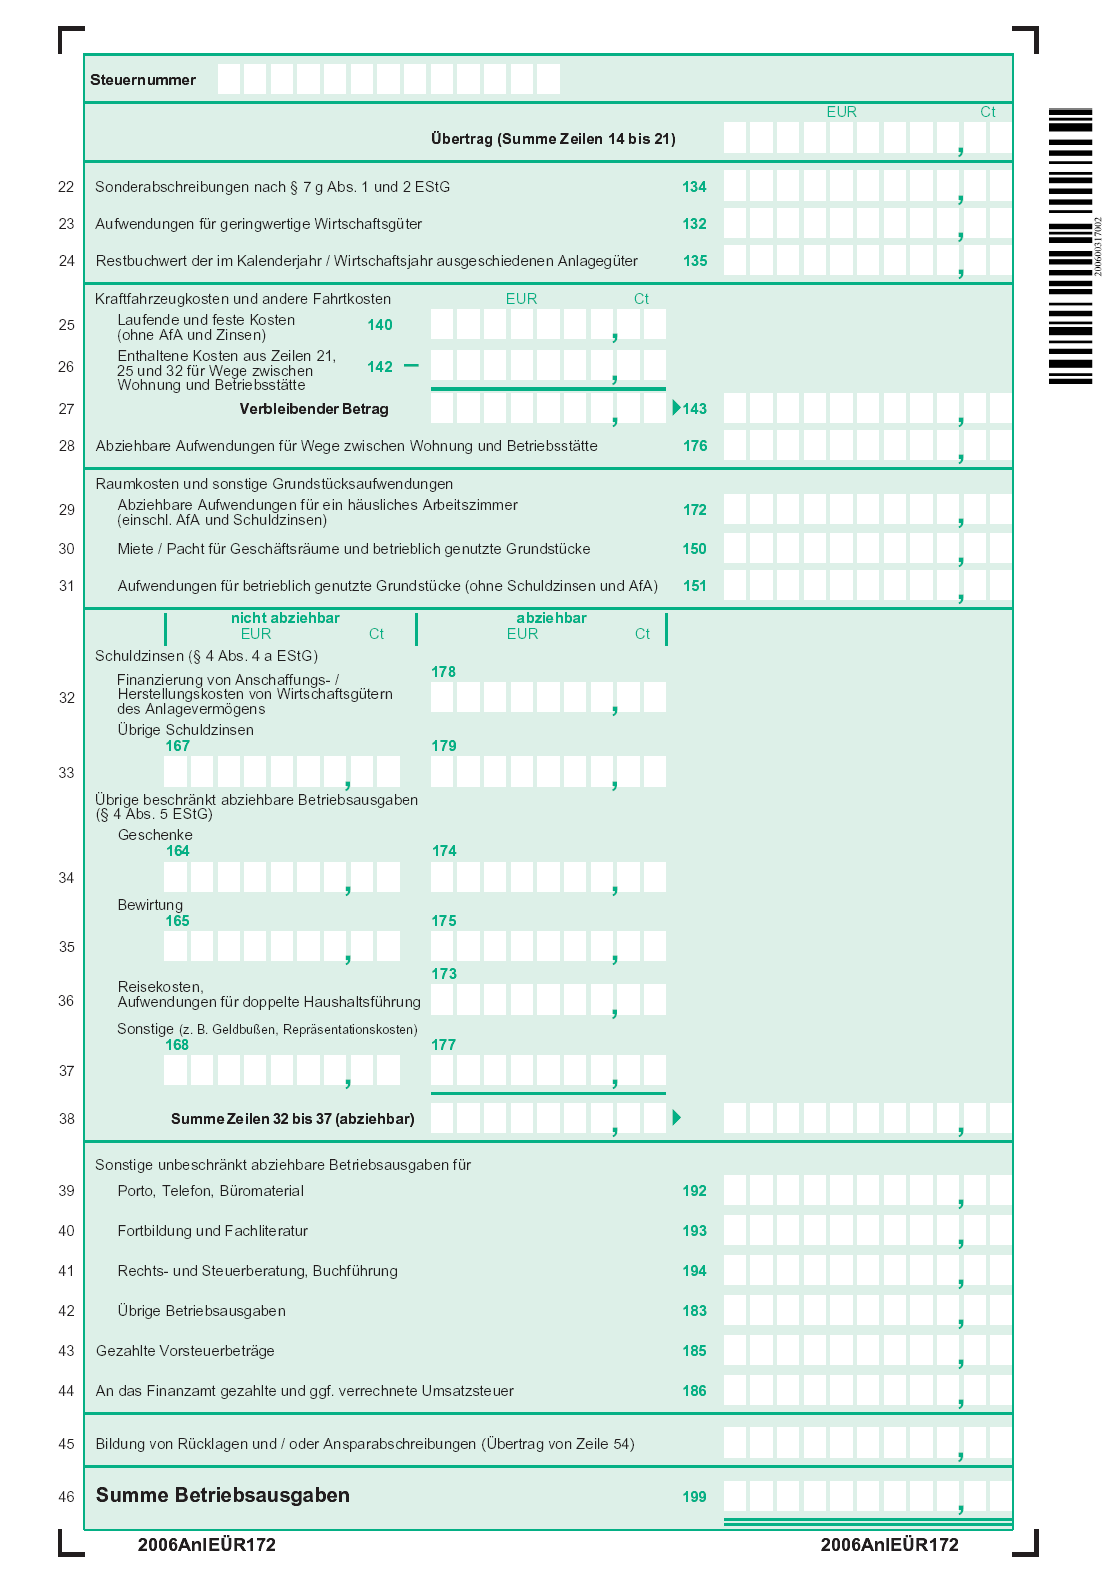 Steuernummer
EUR Ct
Übertrag (Summe Zeilen 14 bis 21) ,
22 Sonderabschreibungen nach § 7 g Abs. 1 und 2 EStG 134 ,
23 Aufwendungen für geringwertige Wirtschaftsgüter 132 ,
24 Restbuchwert der im Kalenderjahr / Wirtschaftsjahr ausgeschiedenen Anlagegüter 135 ,
Kraftfahrzeugkosten und andere Fahrtkosten EUR Ct
25 Laufende und feste Kosten
(ohne AfA und Zinsen) 140 ,
26 Enthaltene Kosten aus Zeilen 21,
25 und 32 für Wege zwischen
Wohnung und Betriebsstätte 142 – ,
27 Verbleibender Betrag , 143 ,
28 Abziehbare Aufwendungen für Wege zwischen Wohnung und Betriebsstätte 176 ,
Raumkosten und sonstige Grundstücksaufwendungen
29 Abziehbare Aufwendungen für ein häusliches Arbeitszimmer
(einschl. AfA und Schuldzinsen) 172 ,
30 Miete / Pacht für Geschäftsräume und betrieblich genutzte Grundstücke 150 ,
31 Aufwendungen für betrieblich genutzte Grundstücke (ohne Schuldzinsen und AfA) 151 ,
nicht abziehbar abziehbar
EUR Ct EUR Ct
Schuldzinsen (§ 4 Abs. 4 a EStG)
178
32 Finanzierung von Anschaffungs- /
Herstellungskosten von Wirtschaftsgütern
des Anlagevermögens ,
Übrige Schuldzinsen
167 179
33 , ,
Übrige beschränkt abziehbare Betriebsausgaben
(§ 4 Abs. 5 EStG)
Geschenke
164 174
34 , ,
Bewirtung
165 175
35 , ,
173
36 Reisekosten,
Aufwendungen für doppelte Haushaltsführung ,
Sonstige (z. B. Geldbußen, Repräsentationskosten)
168 177
37 , ,
38 Summe Zeilen 32 bis 37 (abziehbar) , ,
Sonstige unbeschränkt abziehbare Betriebsausgaben für
39 Porto, Telefon, Büromaterial 192 ,
40 Fortbildung und Fachliteratur 193 ,
41 Rechts- und Steuerberatung, Buchführung 194 ,
42 Übrige Betriebsausgaben 183 ,
43 Gezahlte Vorsteuerbeträge 185 ,
44 An das Finanzamt gezahlte und ggf. verrechnete Umsatzsteuer 186 ,
45 Bildung von Rücklagen und / oder Ansparabschreibungen (Übertrag von Zeile 54) ,
46 Summe Betriebsausgaben 199 ,
2006AnlEÜR172 2006AnlEÜR172
200600317002